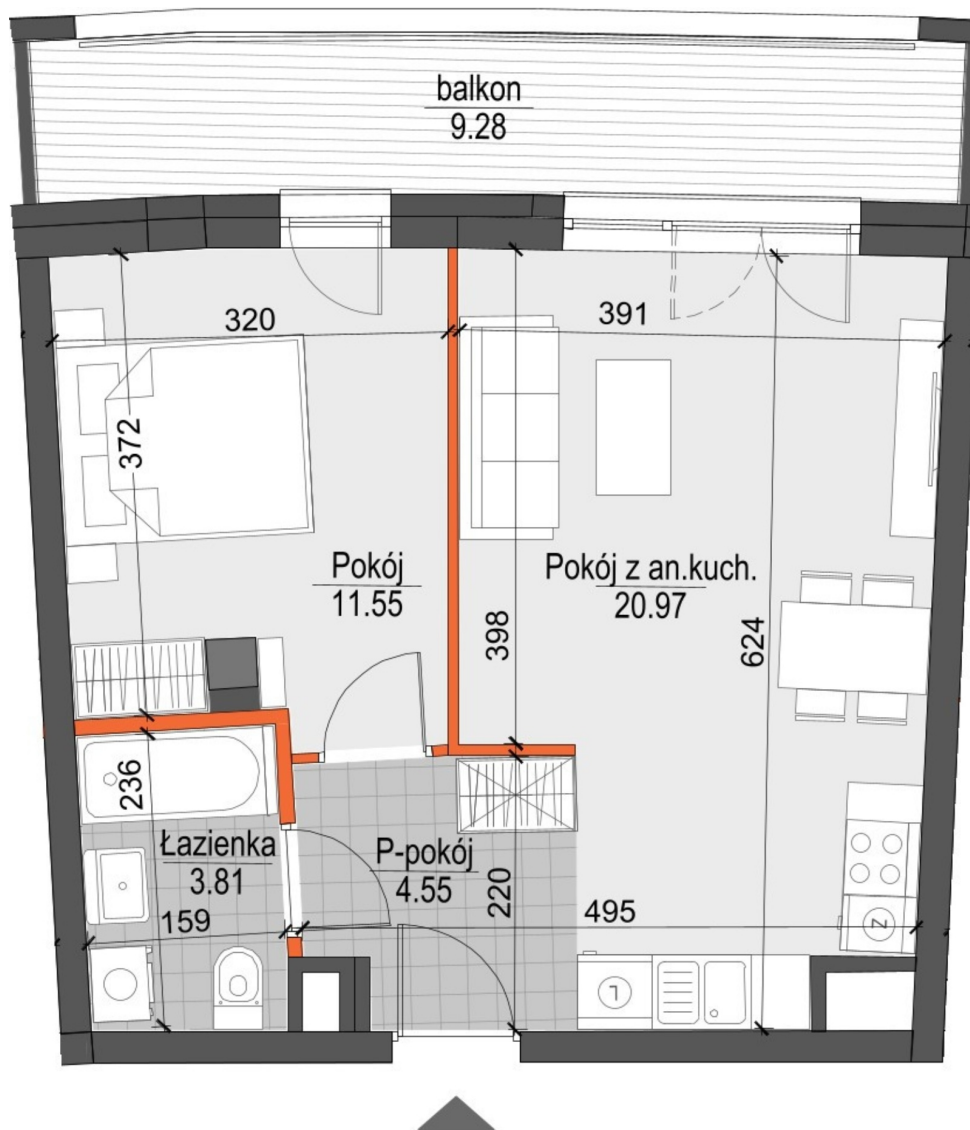 balkon
9.28
320
391
372
Pokój
11.55
Pokój z an.kuch.
20.97
398
624
236
Łazienka
3.81
P-pokój
4.55
220
159
495
Z
L